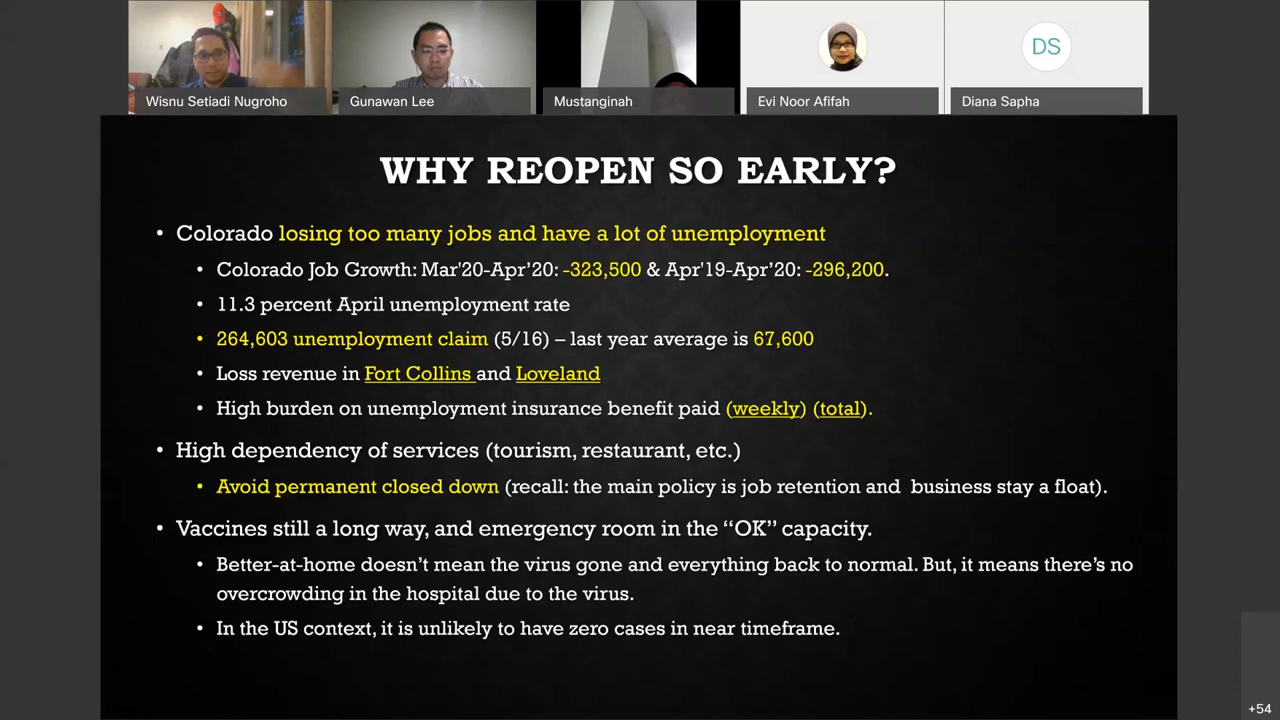 Wisnu Setiadi Nugroho
Gunawan Lee
Mustanginah
Evi Noor Afifah
DS
Diana Sapha
WHY REOPEN SO EARLY?
• Colorado losing too many jobs and have a lot of unemployment
• Colorado Job Growth: Mar'20-Apr’20: -323,500 & Apr'19-Apr’20: -296,200.
• 11.3 percent April unemployment rate
• 264,603 unemployment claim (5/16) – last year average is 67,600
• Loss revenue in Fort Collins and Loveland
• High burden on unemployment insurance benefit paid (weekly) (total).
• High dependency of services (tourism, restaurant, etc.)
• Avoid permanent closed down (recall: the main policy is job retention and business stay a float).
• Vaccines still a long way, and emergency room in the “OK” capacity.
• Better-at-home doesn’t mean the virus gone and everything back to normal. But, it means there’s no
overcrowding in the hospital due to the virus.
• In the US context, it is unlikely to have zero cases in near timeframe.
+54